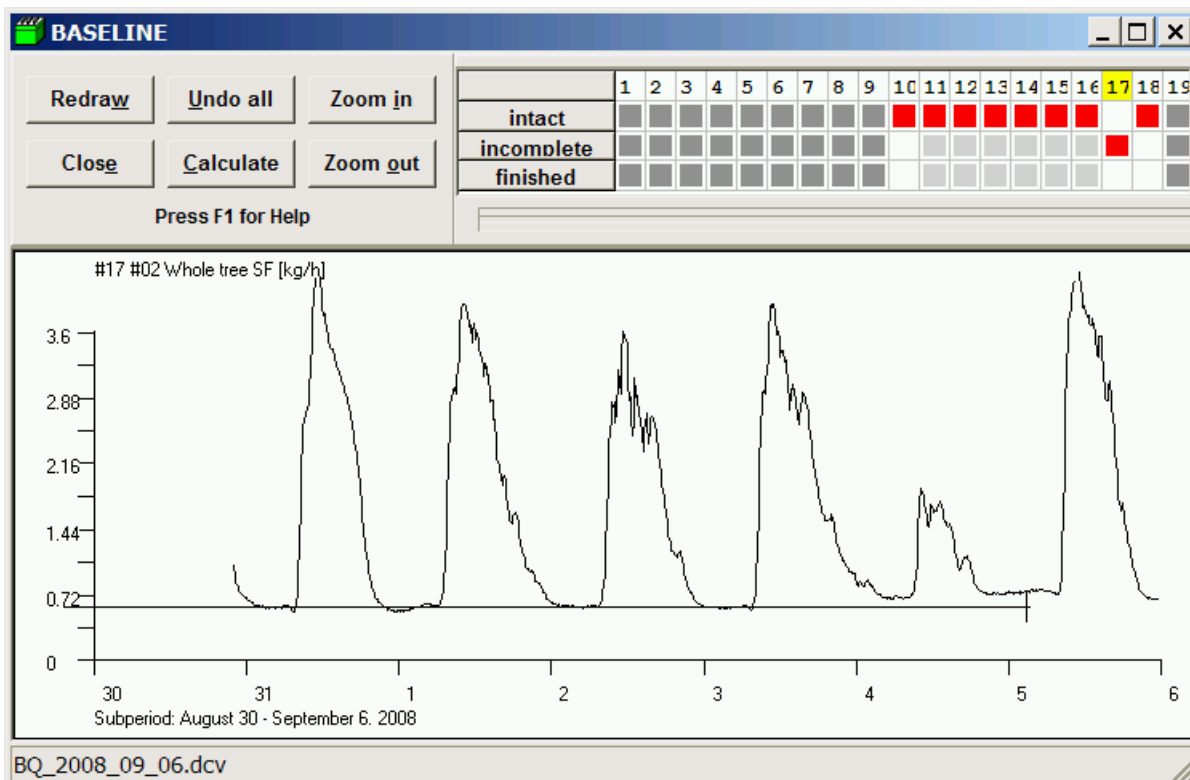 BASELINE
Redraw Undo all Zoom in
Close Calculate Zoom out
Press F1 for Help
1 2 3 4 5 6 7 8 9 10 11 12 13 14 15 16 17 18 19
intact
incomplete
finished
#17 #02 Whole tree SF [kg/h]
3.6
2.88
2.16
1.44
0.72
0
30 31 1 2 3 4 5 6
Subperiod: August 30 - September 6. 2008
BQ_2008_09_06.dcv